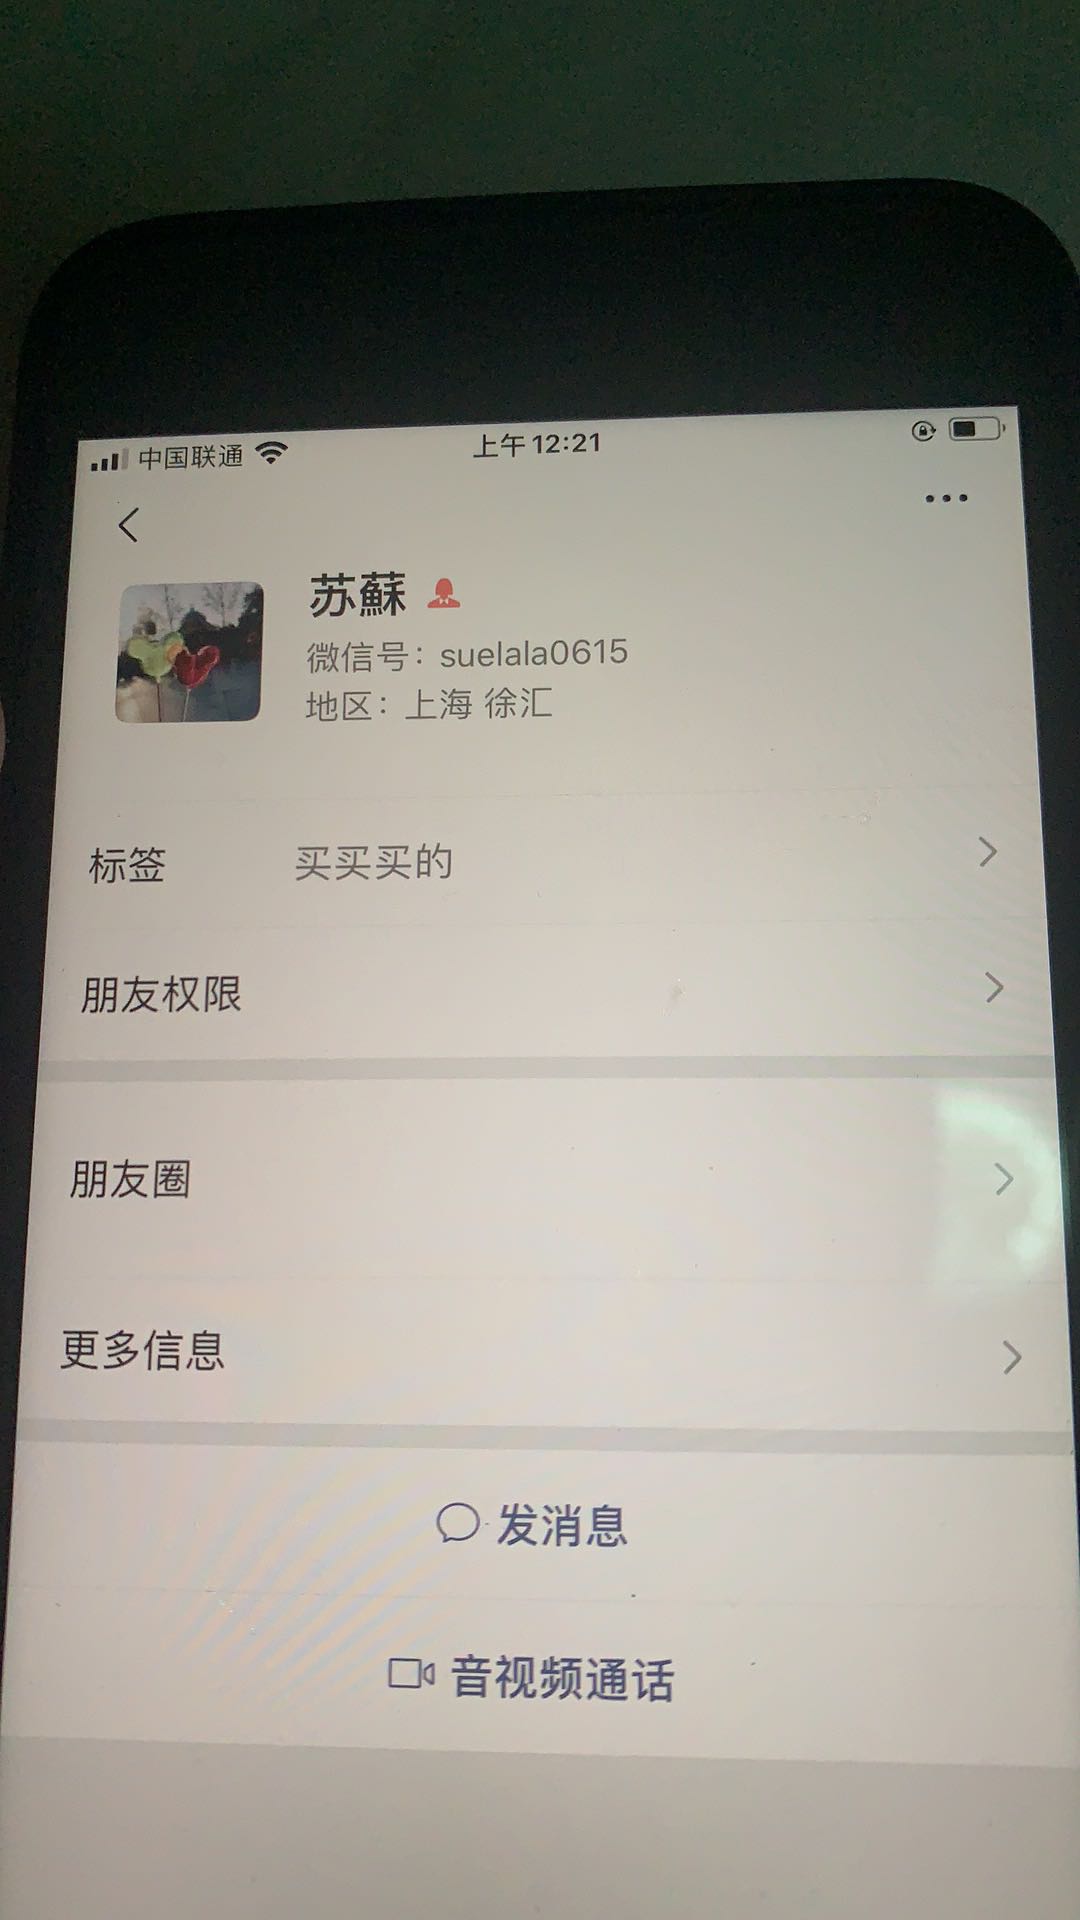 中国联通
上午12:21
苏蘇
微信号：suelala0615
地区：上海 徐汇
标签 买买买的
朋友权限
朋友圈
更多信息
发消息
音视频通话